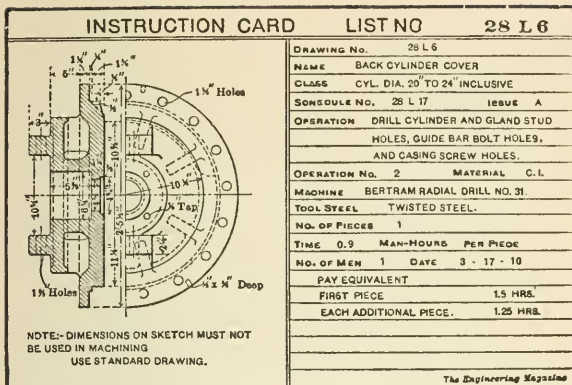 INSTRUCTION CARD LIST NO 28 L 6
DRAWING No. 28 L 6
NAME BACK CYLINDER COVER
CLASS CYL. DIA. 20" TO 24" INCLUSIVE
SCHEDULE No. 28 L 17 ISSUE A
OPERATION DRILL CYLINDER AND GLAND STUD
HOLES, GUIDE BAR BOLT HOLES,
AND CASING SCREW HOLES.
OPERATION No. 2 MATERIAL C.I.
MACHINE BERTRAM RADIAL DRILL NO. 31.
TOOL STEEL TWISTED STEEL.
NO. OF PIECES 1
TIME 0.9 MAN-HOURS PER PIECE
NO. OF MEN 1 DATE 3 - 17 - 10
PAY EQUIVALENT
FIRST PIECE 1.5 HRS.
EACH ADDITIONAL PIECE. 1.25 HRS.
The Engineering Magazine
5"
3"
Holes
Tap
Holes
Deep
NOTE:- DIMENSIONS ON SKETCH MUST NOT
BE USED IN MACHINING
USE STANDARD DRAWING.